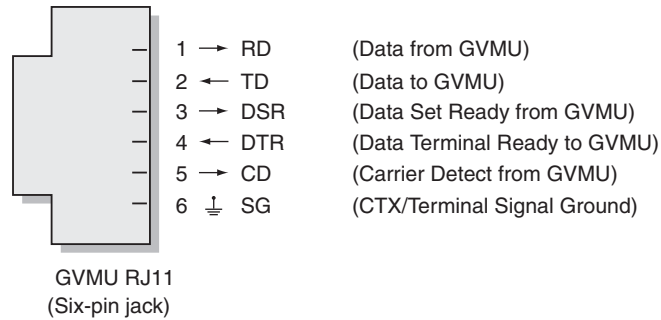 1 → RD (Data from GVMU)
2 ← TD (Data to GVMU)
3 → DSR (Data Set Ready from GVMU)
4 ← DTR (Data Terminal Ready to GVMU)
5 → CD (Carrier Detect from GVMU)
6 SG (CTX/Terminal Signal Ground)
GVMU RJ11
(Six-pin jack)